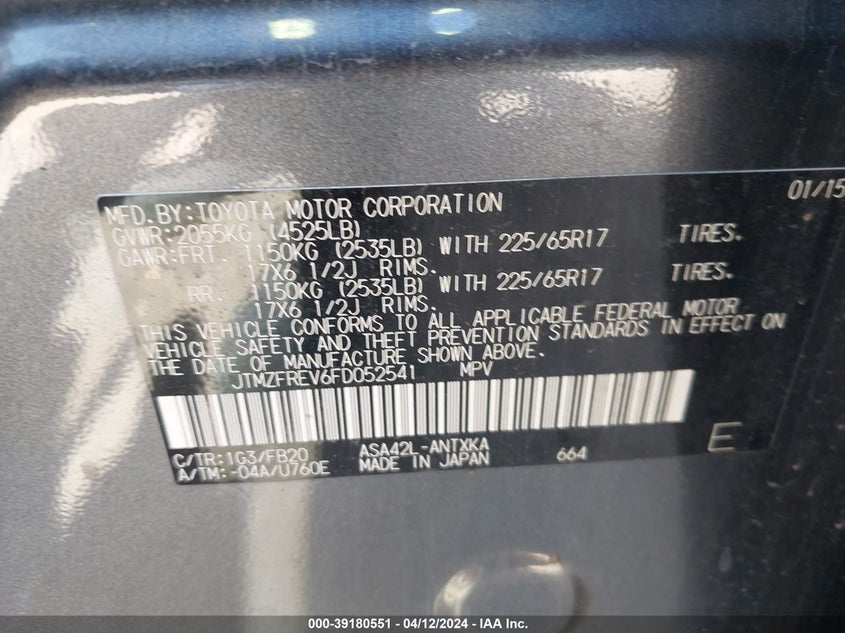 MFD.BY:TOYOTA MOTOR CORPORATION 01/15
GVWR:2055KG (4525LB)
GAWR:FRT. 1150KG (2535LB) WITH 225/65R17 TIRES.
17X6 1/2J RIMS.
RR. 1150KG (2535LB) WITH 225/65R17 TIRES.
17X6 1/2J RIMS.
THIS VEHICLE CONFORMS TO ALL APPLICABLE FEDERAL MOTOR
VEHICLE SAFETY AND THEFT PREVENTION STANDARDS IN EFFECT ON
THE DATE OF MANUFACTURE SHOWN ABOVE.
JTMZFREV6FD052541 MPV
C/TR:1G3/FB20 ASA42L-ANTXKA 664 E
A/TM:-04A/U760E MADE IN JAPAN
000-39180551 - 04/12/2024 - IAA Inc.